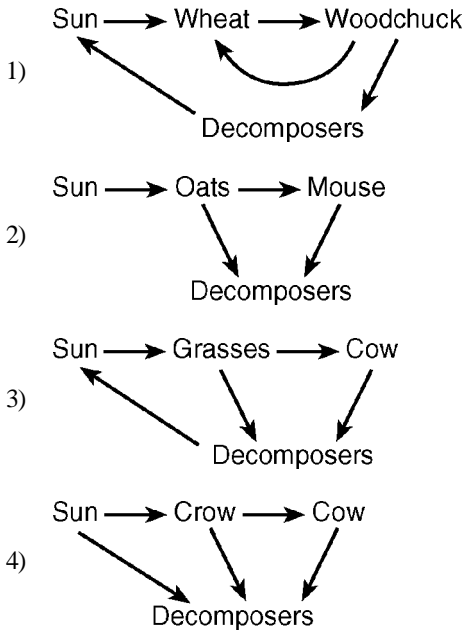 Sun Wheat Woodchuck
1)
Decomposers
Sun Oats Mouse
2)
Decomposers
Sun Grasses Cow
3)
Decomposers
Sun Crow Cow
4)
Decomposers